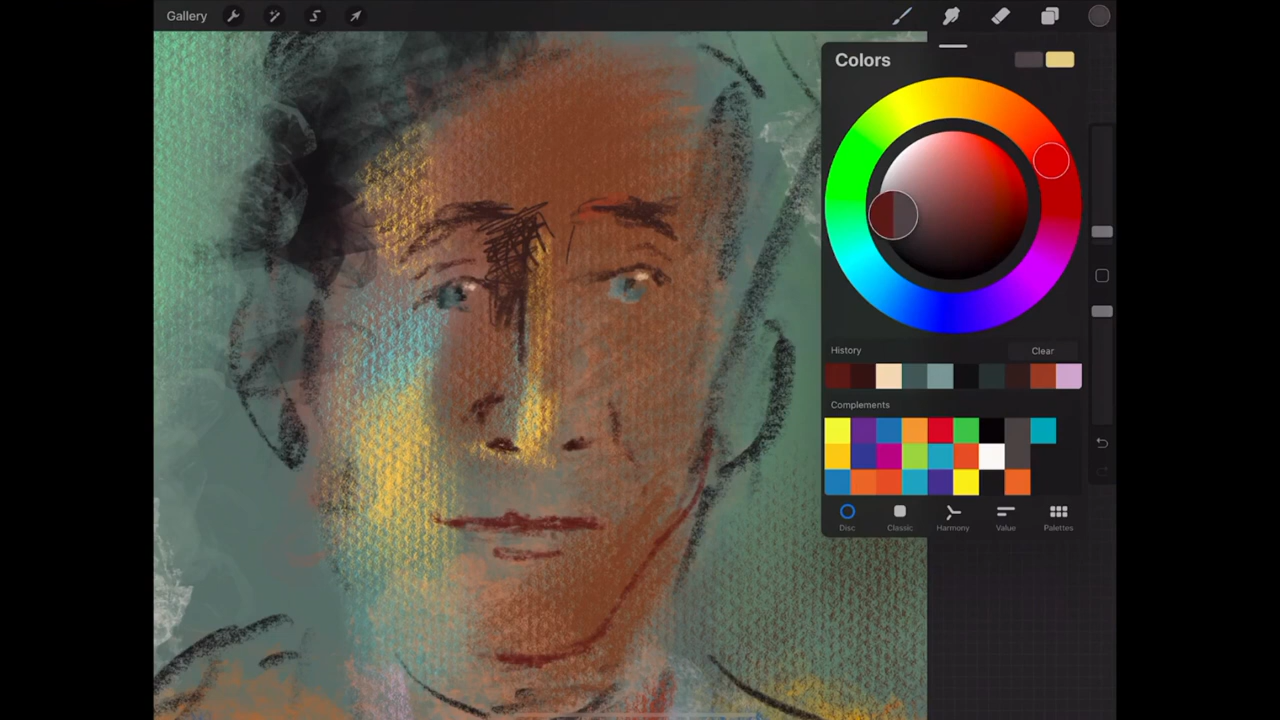 Gallery
Colors
History
Clear
Complements
Disc
Classic
Harmony
Value
Palettes